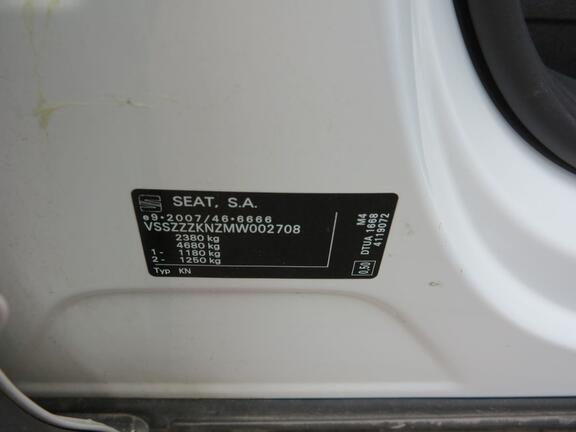 SEAT, S.A.
e9*2007/46*6666
VSSZZZKNZMW002708
2380 kg
4680 kg
1- 1180 kg
2- 1250 kg
Typ KN
0,50
DTUA 1668
4119072
M4